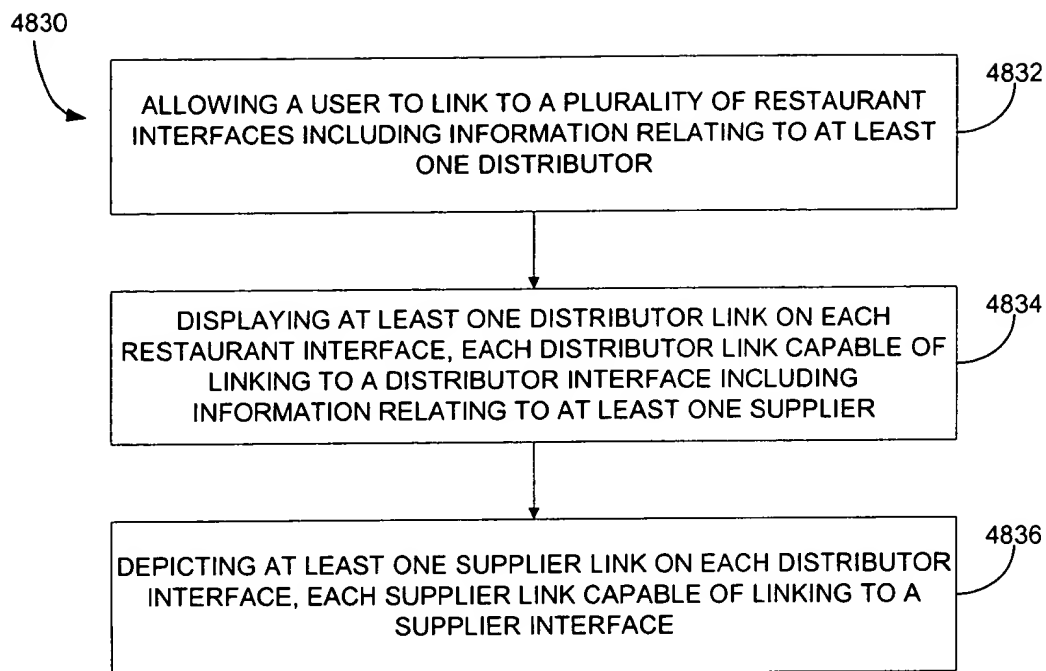 4830
4832
ALLOWING A USER TO LINK TO A PLURALITY OF RESTAURANT
INTERFACES INCLUDING INFORMATION RELATING TO AT LEAST
ONE DISTRIBUTOR
4834
DISPLAYING AT LEAST ONE DISTRIBUTOR LINK ON EACH
RESTAURANT INTERFACE, EACH DISTRIBUTOR LINK CAPABLE OF
LINKING TO A DISTRIBUTOR INTERFACE INCLUDING
INFORMATION RELATING TO AT LEAST ONE SUPPLIER
4836
DEPICTING AT LEAST ONE SUPPLIER LINK ON EACH DISTRIBUTOR
INTERFACE, EACH SUPPLIER LINK CAPABLE OF LINKING TO A
SUPPLIER INTERFACE